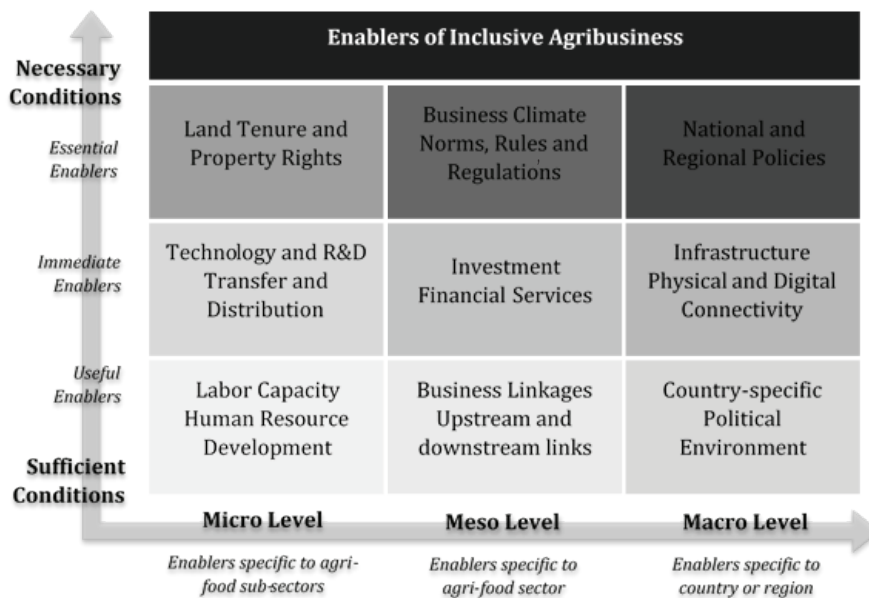 Enablers of Inclusive Agribusiness
Necessary
Conditions
Essential
Enablers
Land Tenure and
Property Rights
Business Climate
Norms, Rules and
Regulations
National and
Regional Policies
Immediate
Enablers
Technology and R&D
Transfer and
Distribution
Investment
Financial Services
Infrastructure
Physical and Digital
Connectivity
Useful
Enablers
Labor Capacity
Human Resource
Development
Business Linkages
Upstream and
downstream links
Country-specific
Political
Environment
Sufficient
Conditions
Micro Level
Meso Level
Macro Level
Enablers specific to agri-
food sub-sectors
Enablers specific to
agri-food sector
Enablers specific to
country or region